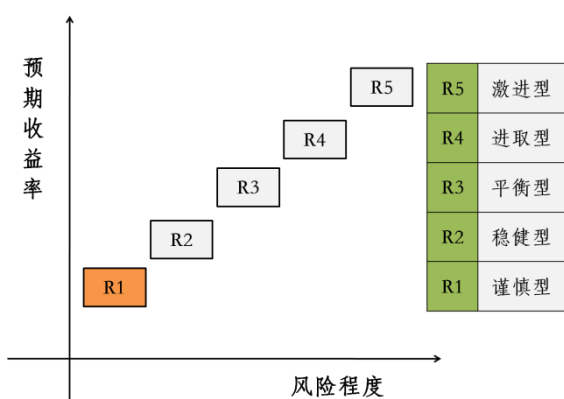 预期收益率
R5
R4
R3
R2
R1
风险程度
R5 激进型
R4 进取型
R3 平衡型
R2 稳健型
R1 谨慎型